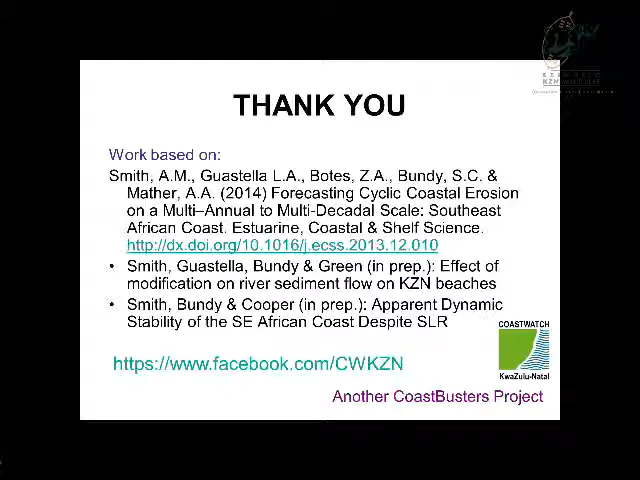 THANK YOU
Work based on:
Smith, A.M., Guastella L.A., Botes, Z.A., Bundy, S.C. &
Mather, A.A. (2014) Forecasting Cyclic Coastal Erosion
on a Multi–Annual to Multi-Decadal Scale: Southeast
African Coast. Estuarine, Coastal & Shelf Science.
http://dx.doi.org/10.1016/j.ecss.2013.12.010
• Smith, Guastella, Bundy & Green (in prep.): Effect of
modification on river sediment flow on KZN beaches
• Smith, Bundy & Cooper (in prep.): Apparent Dynamic
Stability of the SE African Coast Despite SLR
COASTWATCH
KwaZulu-Natal
https://www.facebook.com/CWKZN
Another CoastBusters Project